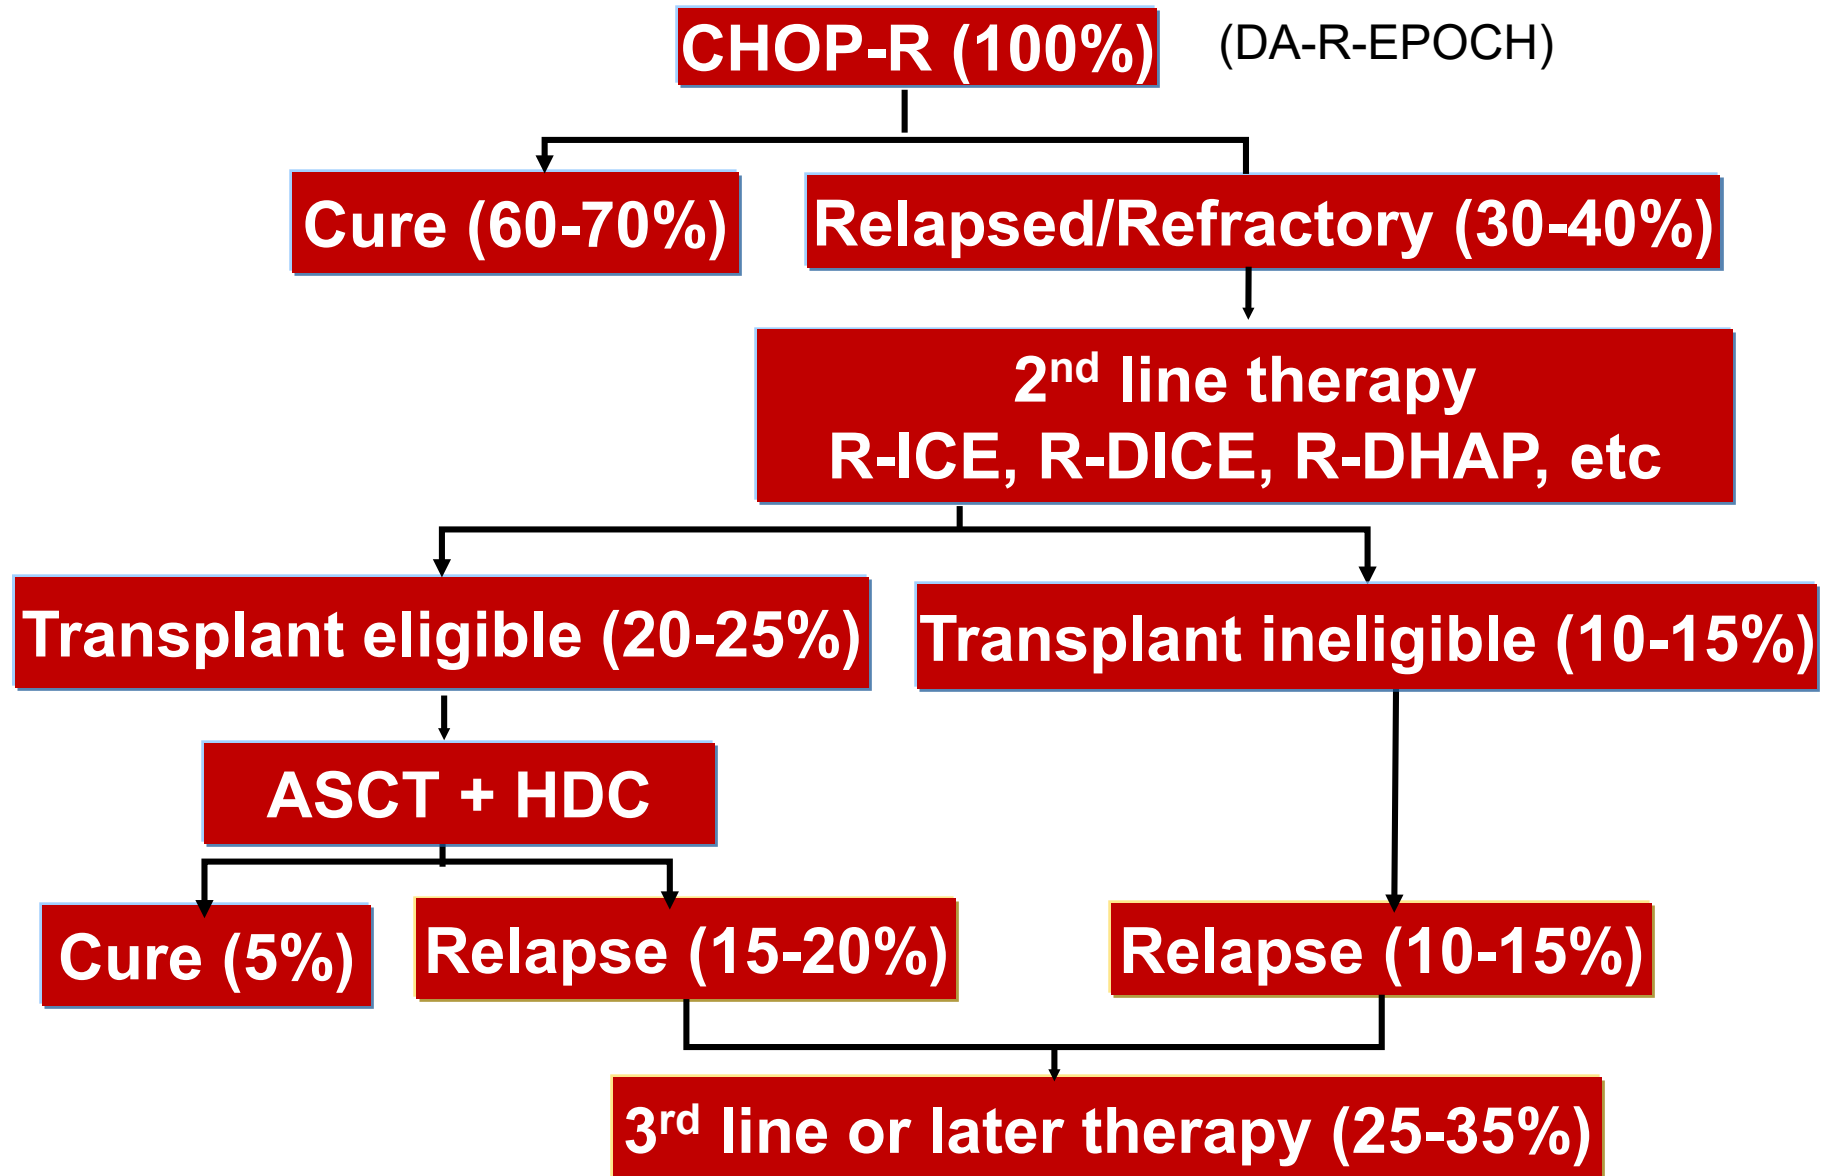 CHOP-R (100%)
(DA-R-EPOCH)
Cure (60-70%)
Relapsed/Refractory (30-40%)
2nd line therapy
R-ICE, R-DICE, R-DHAP, etc
Transplant eligible (20-25%)
Transplant ineligible (10-15%)
ASCT + HDC
Cure (5%)
Relapse (15-20%)
Relapse (10-15%)
3rd line or later therapy (25-35%)